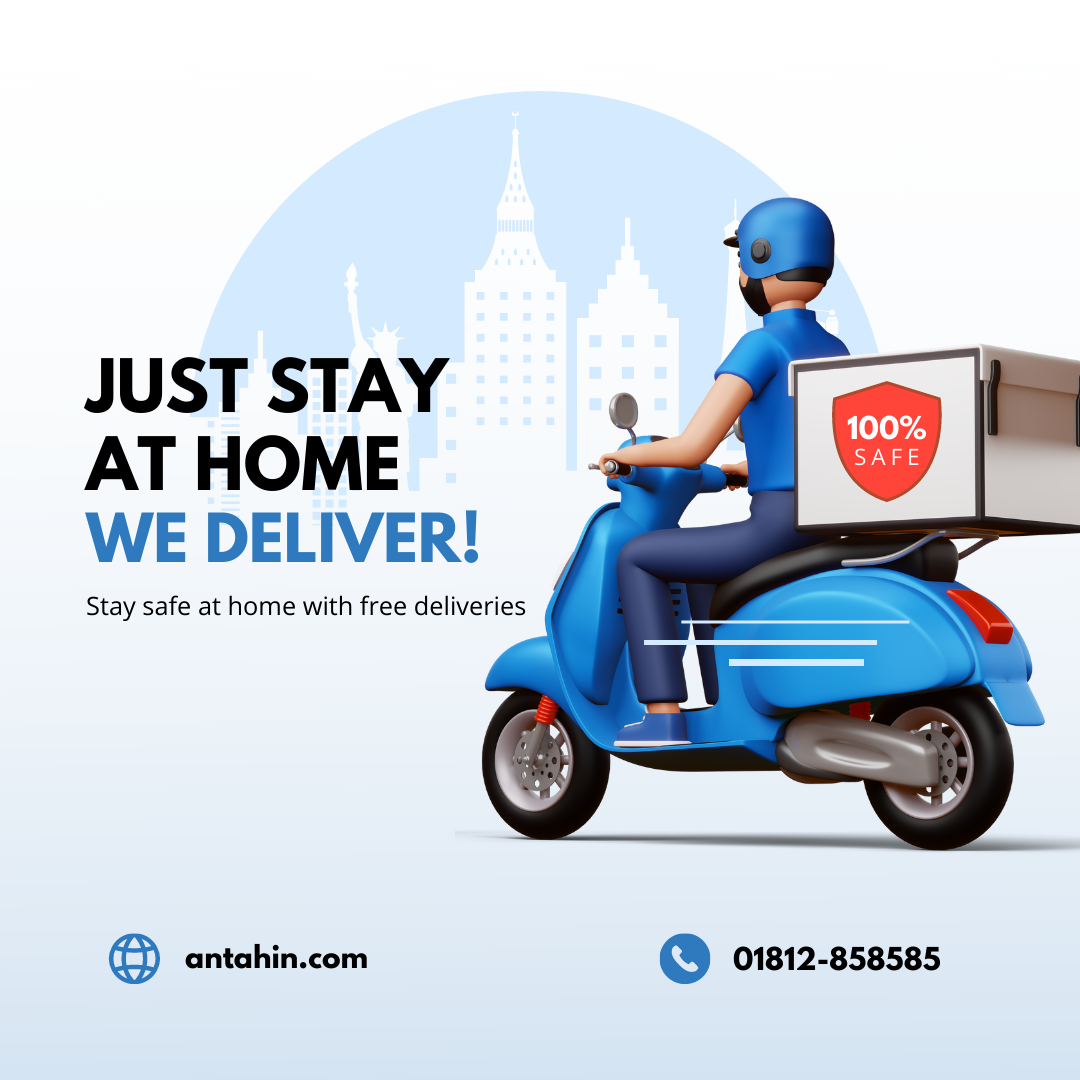 JUST STAY
AT HOME
WE DELIVER!
Stay safe at home with free deliveries
100%
SAFE
antahin.com
01812-858585